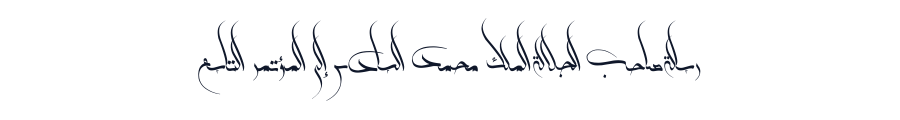 رسالة صاحب الجلالة الملك محمد السادس إلى المؤتمر التاسع